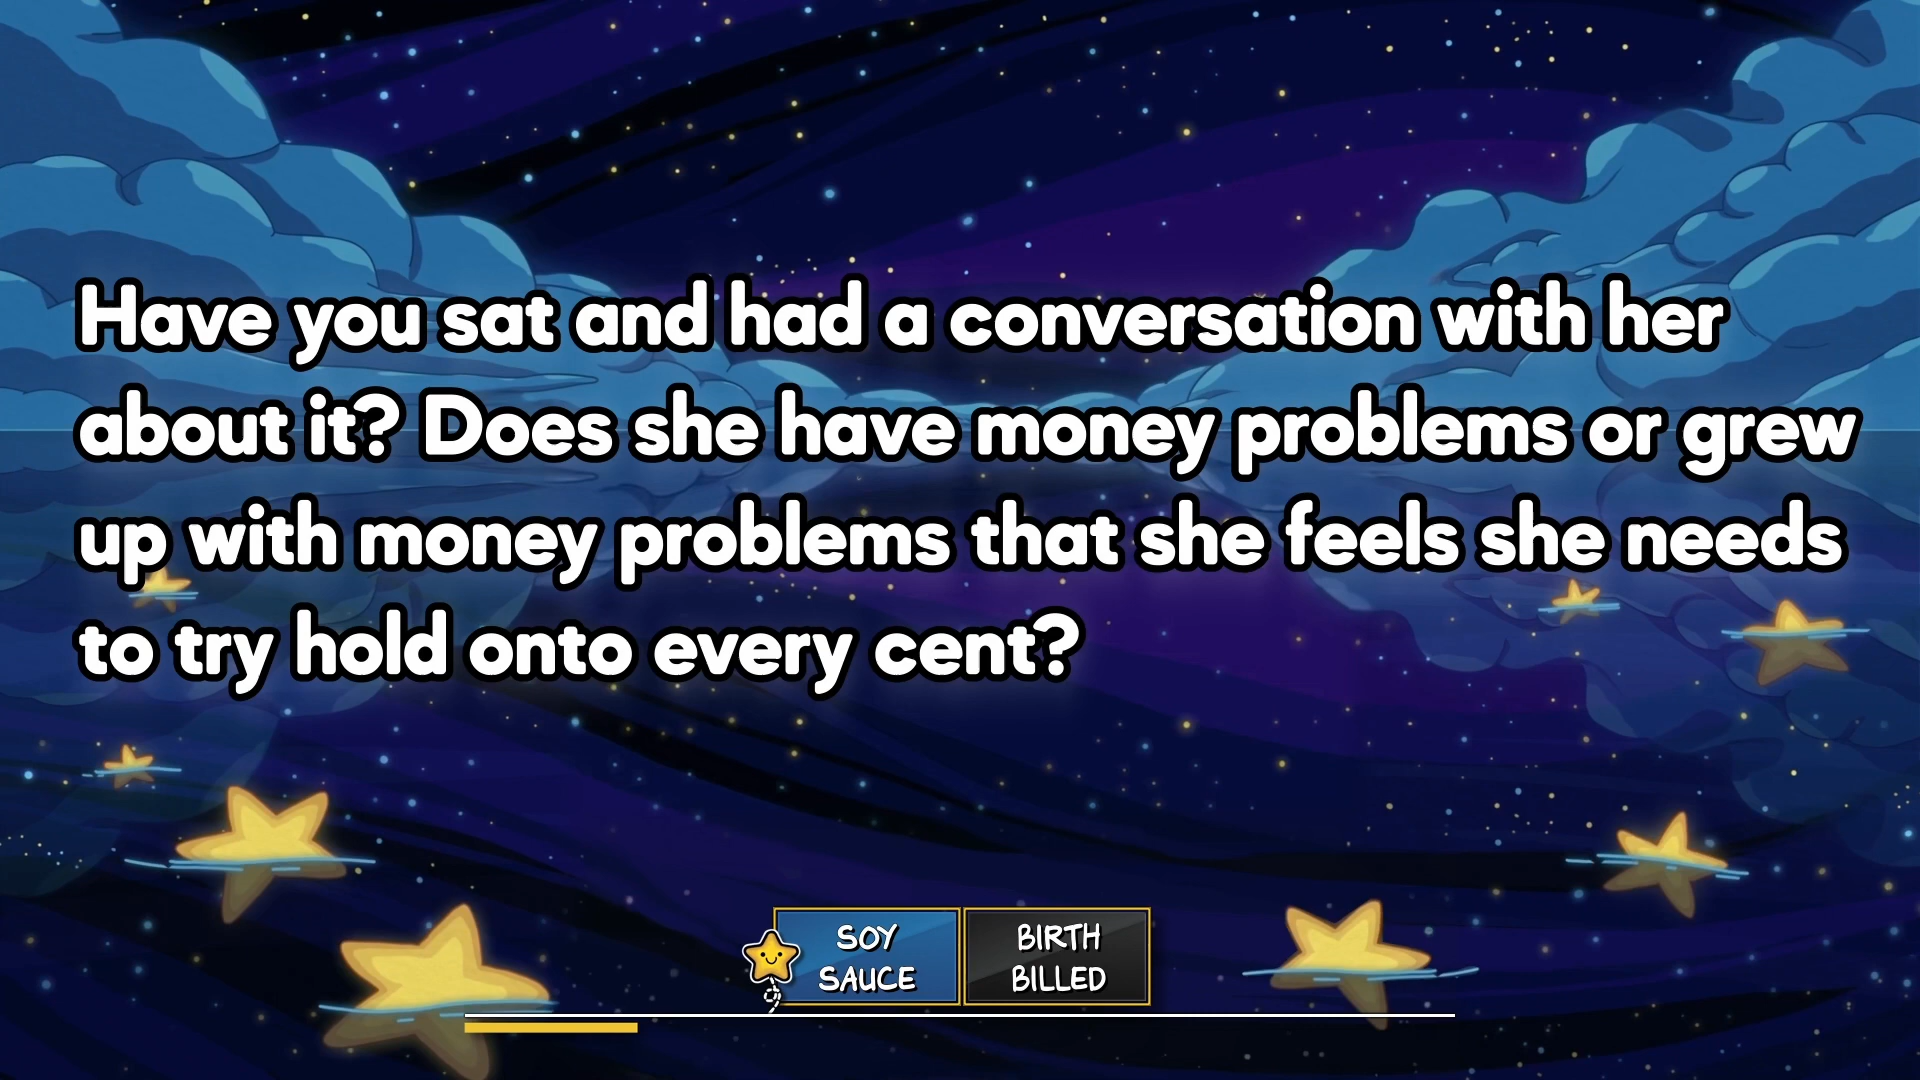 Have you sat and had a conversation with her
about it? Does she have money problems or grew
up with money problems that she feels she needs
to try hold onto every cent?
SOY
SAUCE
BIRTH
BILLED